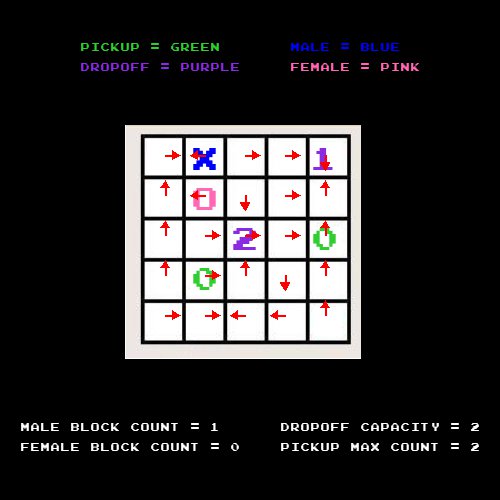 PICKUP = GREEN MALE = BLUE
DROPOFF = PURPLE FEMALE = PINK
X 1
0
2 0
0
MALE BLOCK COUNT = 1 DROPOFF CAPACITY = 2
FEMALE BLOCK COUNT = 0 PICKUP MAX COUNT = 2